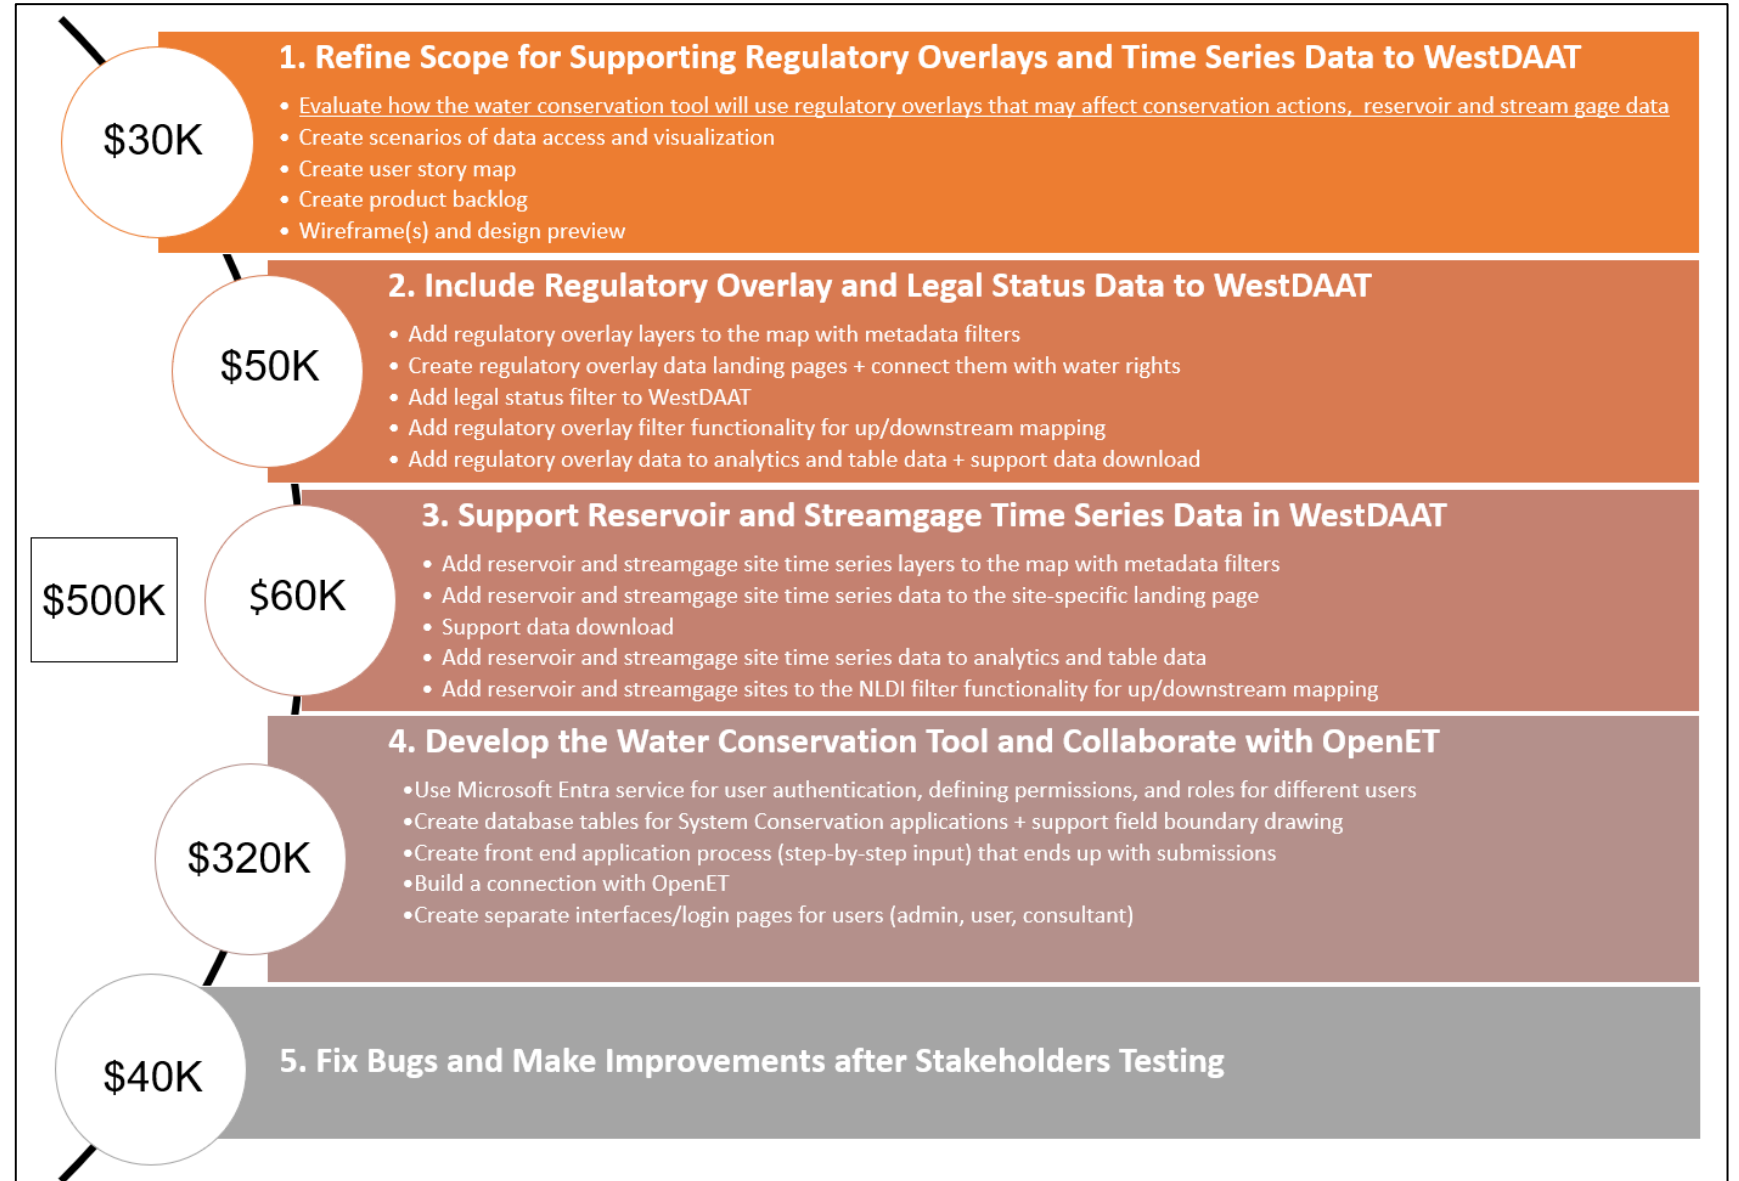 $30K
1. Refine Scope for Supporting Regulatory Overlays and Time Series Data to WestDAAT
• Evaluate how the water conservation tool will use regulatory overlays that may affect conservation actions, reservoir and stream gage data
• Create scenarios of data access and visualization
• Create user story map
• Create product backlog
• Wireframe(s) and design preview
$50K
2. Include Regulatory Overlay and Legal Status Data to WestDAAT
• Add regulatory overlay layers to the map with metadata filters
• Create regulatory overlay data landing pages + connect them with water rights
• Add legal status filter to WestDAAT
• Add regulatory overlay filter functionality for up/downstream mapping
• Add regulatory overlay data to analytics and table data + support data download
$500K
$60K
3. Support Reservoir and Streamgage Time Series Data in WestDAAT
• Add reservoir and streamgage site time series layers to the map with metadata filters
• Add reservoir and streamgage site time series data to the site-specific landing page
• Support data download
• Add reservoir and streamgage site time series data to analytics and table data
• Add reservoir and streamgage sites to the NLDI filter functionality for up/downstream mapping
$320K
4. Develop the Water Conservation Tool and Collaborate with OpenET
•Use Microsoft Entra service for user authentication, defining permissions, and roles for different users
•Create database tables for System Conservation applications + support field boundary drawing
•Create front end application process (step-by-step input) that ends up with submissions
•Build a connection with OpenET
•Create separate interfaces/login pages for users (admin, user, consultant)
$40K
5. Fix Bugs and Make Improvements after Stakeholders Testing